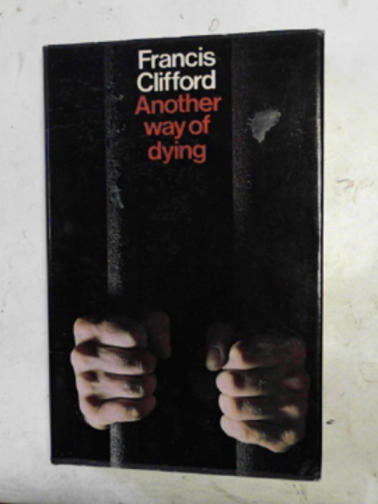 Francis
Clifford
Another
way of
dying